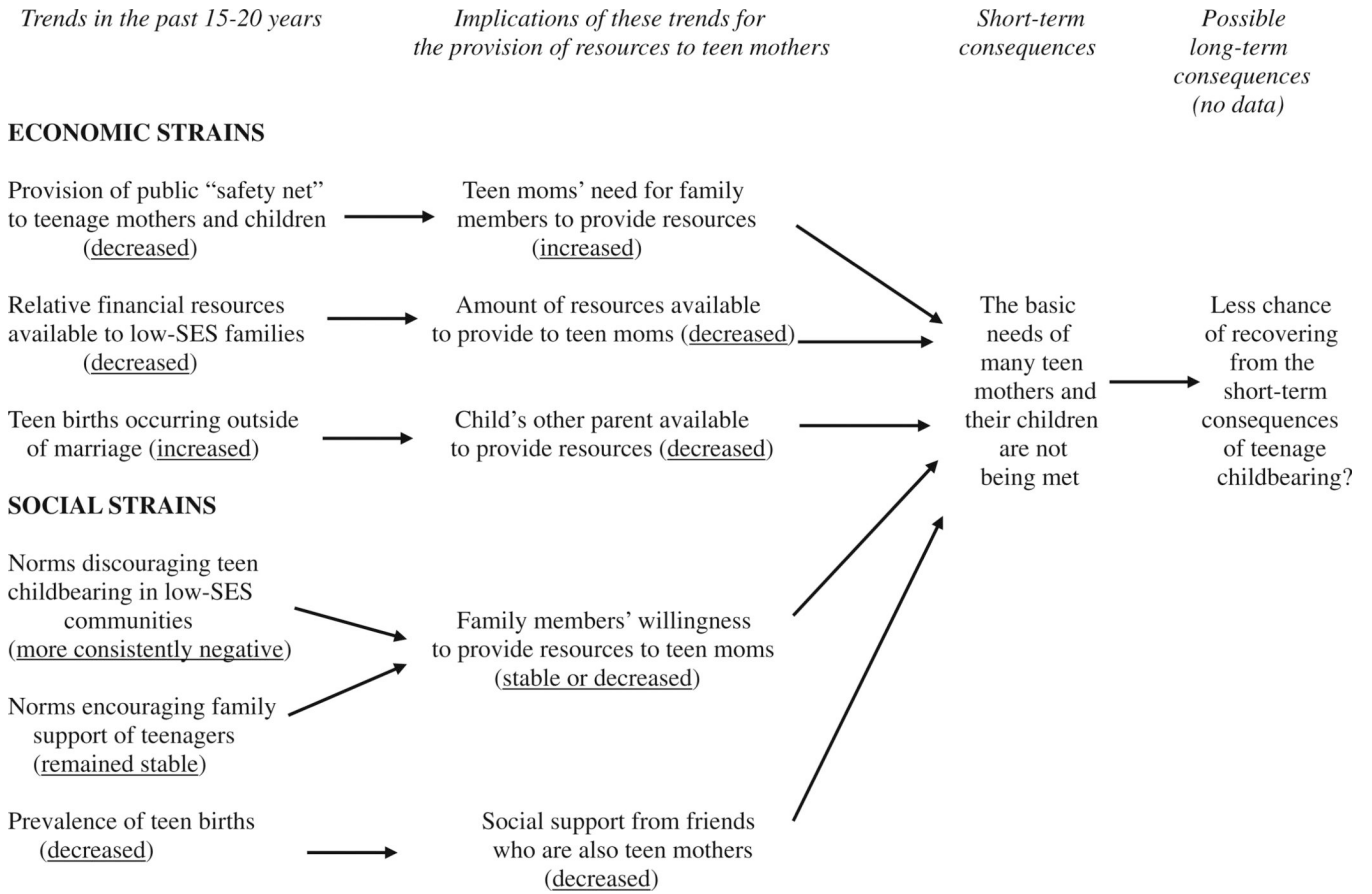 Trends in the past 15-20 years
Implications of these trends for
the provision of resources to teen mothers
Short-term
consequences
Possible
long-term
consequences
(no data)
ECONOMIC STRAINS
Provision of public “safety net”
to teenage mothers and children
(decreased)
Teen moms’ need for family
members to provide resources
(increased)
Relative financial resources
available to low-SES families
(decreased)
Amount of resources available
to provide to teen moms (decreased)
Teen births occurring outside
of marriage (increased)
Child’s other parent available
to provide resources (decreased)
The basic
needs of
many teen
mothers and
their children
are not
being met
Less chance
of recovering
from the
short-term
consequences
of teenage
childbearing?
SOCIAL STRAINS
Norms discouraging teen
childbearing in low-SES
communities
(more consistently negative)
Norms encouraging family
support of teenagers
(remained stable)
Family members’ willingness
to provide resources to teen moms
(stable or decreased)
Prevalence of teen births
(decreased)
Social support from friends
who are also teen mothers
(decreased)